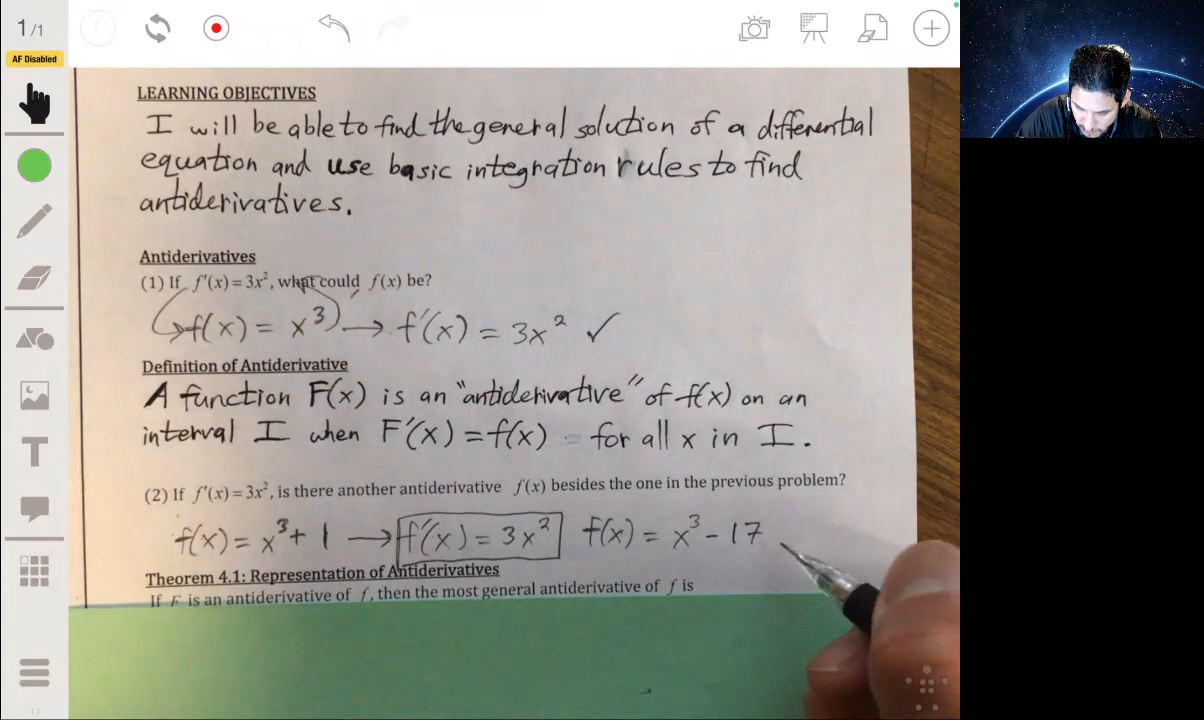 1/1
AF Disabled
LEARNING OBJECTIVES
I will be able to find the general solution of a differential
equation and use basic integration rules to find
antiderivatives.
Antiderivatives
(1) If f'(x) = 3x², what could f(x) be?
f(x) = x³ → f'(x) = 3x² ✓
Definition of Antiderivative
A function F(x) is an "antiderivative" of f(x) on an
interval I when F'(x) = f(x) for all x in I.
(2) If f'(x) = 3x², is there another antiderivative f(x) besides the one in the previous problem?
f(x) = x³ + 1 → f'(x) = 3x² f(x) = x³ - 17
Theorem 4.1: Representation of Antiderivatives
If F is an antiderivative of f, then the most general antiderivative of f is
T